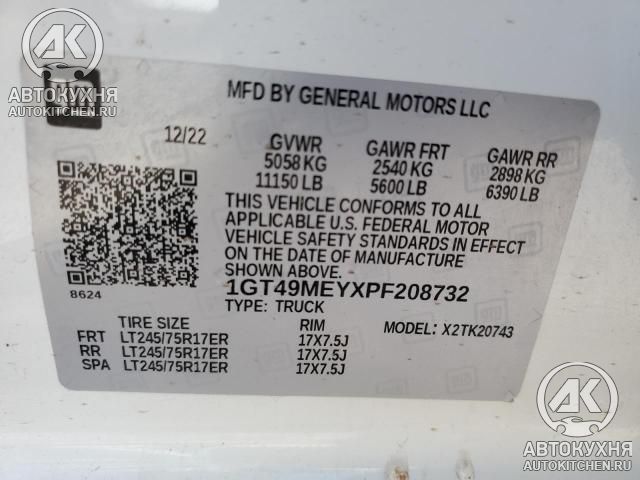 АК
АВТОКУХНЯ
AUTOKITCHEN.RU
gm
MFD BY GENERAL MOTORS LLC
12/22
GVWR GAWR FRT GAWR RR
5058 KG 2540 KG 2898 KG
11150 LB 5600 LB 6390 LB
THIS VEHICLE CONFORMS TO ALL
APPLICABLE U.S. FEDERAL MOTOR
VEHICLE SAFETY STANDARDS IN EFFECT
ON THE DATE OF MANUFACTURE
SHOWN ABOVE.
8624
1GT49MEYXPF208732
TYPE: TRUCK
TIRE SIZE RIM MODEL: X2TK20743
FRT LT245/75R17ER 17X7.5J
RR LT245/75R17ER 17X7.5J
SPA LT245/75R17ER 17X7.5J
АК
АВТОКУХНЯ
AUTOKITCHEN.RU